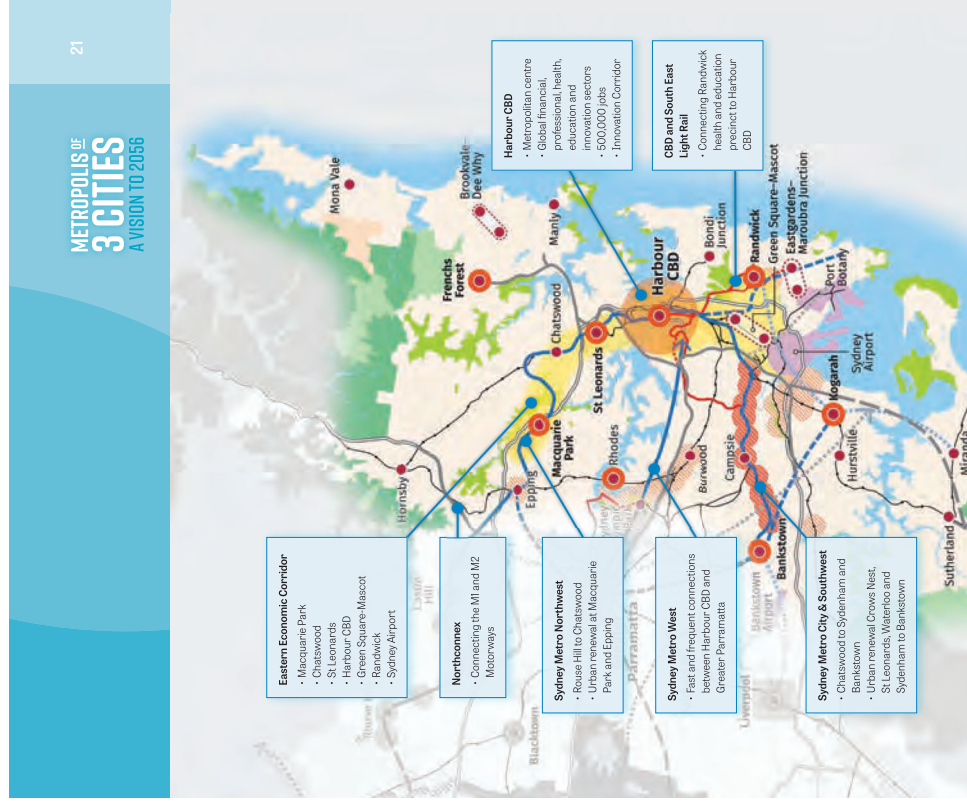 21
METROPOLIS OF
3 CITIES
A VISION TO 2056
Harbour CBD
• Metropolitan centre
• Global financial,
professional, health,
education and
innovation sectors
• 500,000 jobs
• Innovation Corridor
CBD and South East
Light Rail
• Connecting Randwick
health and education
precinct to Harbour
CBD
Mona Vale
Brookvale–
Dee Why
Manly
Frenchs
Forest
Chatswood
Harbour
CBD
Bondi
Junction
Randwick
Green Square–Mascot
Eastgardens–
Maroubra Junction
Port
Botany
Sydney
Airport
St Leonards
Macquarie
Park
Rhodes
Burwood
Campsie
Kogarah
Hurstville
Miranda
Hornsby
Epping
Bankstown
Sutherland
Bankstown
Airport
Castle
Hill
Parramatta
Blacktown
Liverpool
Eastern Economic Corridor
• Macquarie Park
• Chatswood
• St Leonards
• Harbour CBD
• Green Square-Mascot
• Randwick
• Sydney Airport
Northconnex
• Connecting the M1 and M2
Motorways
Sydney Metro Northwest
• Rouse Hill to Chatswood
• Urban renewal at Macquarie
Park and Epping
Sydney Metro West
• Fast and frequent connections
between Harbour CBD and
Greater Parramatta
Sydney Metro City & Southwest
• Chatswood to Sydenham and
Bankstown
• Urban renewal Crows Nest,
St Leonards, Waterloo and
Sydenham to Bankstown